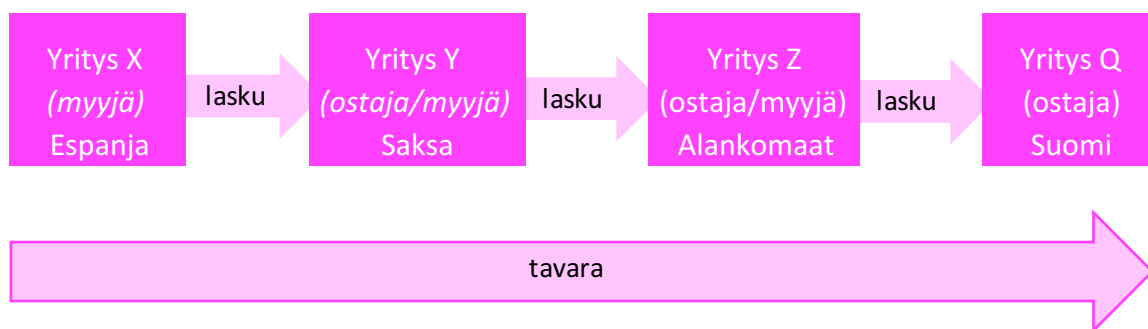 Yritys X
(myyjä)
Espanja
lasku
Yritys Y
(ostaja/myyjä)
Saksa
lasku
Yritys Z
(ostaja/myyjä)
Alankomaat
lasku
Yritys Q
(ostaja)
Suomi
tavara